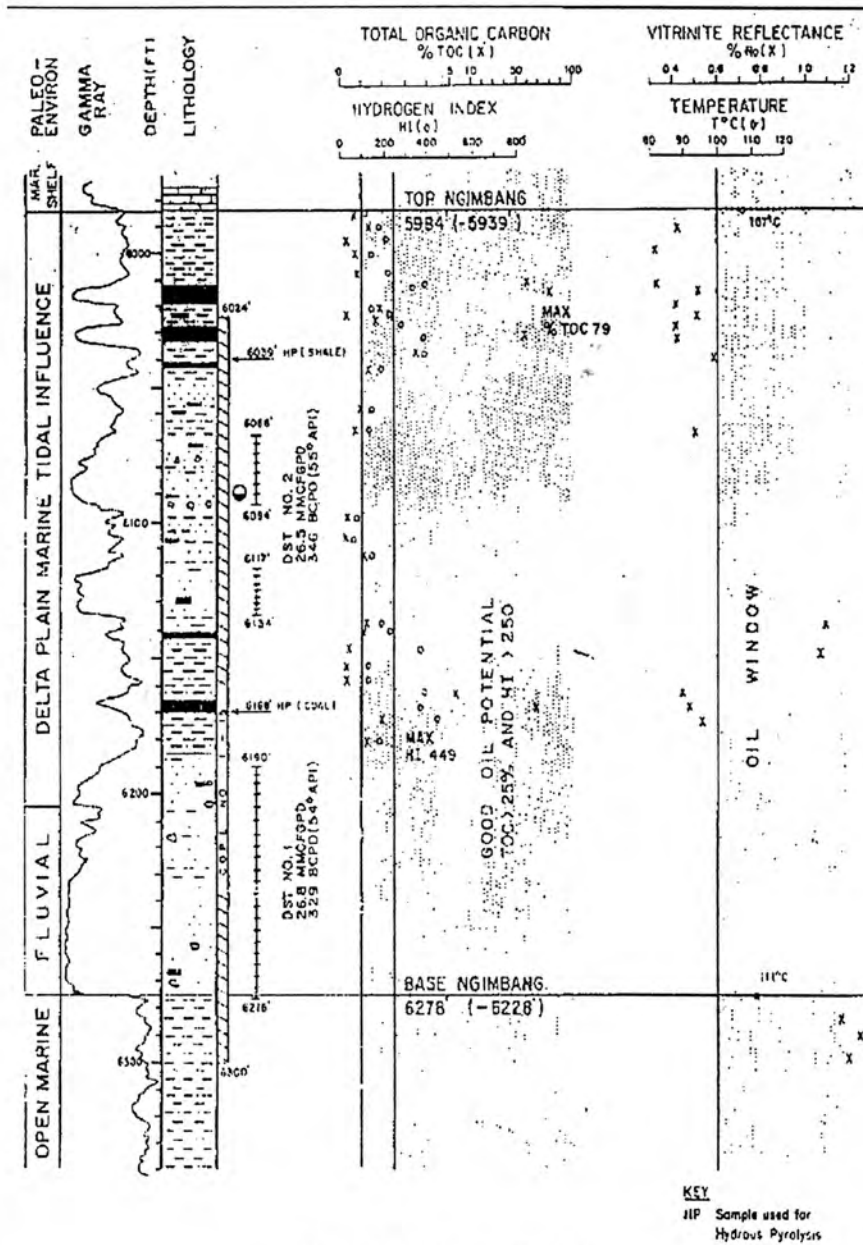 TOTAL ORGANIC CARBON
% TOC (X)
0 5 10 50 100
VITRINITE REFLECTANCE
% Ro(X)
0.4 0.6 1.0 1.2
PALEO-ENVIRON
GAMMA RAY
DEPTH(FT)
LITHOLOGY
HYDROGEN INDEX
HI(o)
0 200 600
TEMPERATURE
T°C(
80 90 100 110 120
MAR. SHELF
TOP NGIMBANG
5984 (-5939')
107°C
6000
6024'
MAX
% TOC 79
6039' HP (SHALE)
DELTA PLAIN MARINE TIDAL INFLUENCE
6094'
6100
DST NO. 2
26.5 MMCFGPD
346 BCPD (55° API)
6117'
6134'
6168' HP (COAL)
MAX
HI 449
6190'
6200
GOOD OIL POTENTIAL
TOC > 25% AND HI > 250
OIL WINDOW
FLUVIAL
DST NO. 1
26.8 MMCFGPD
329 BCPD (54° API)
BASE NGIMBANG
6278' (-6228')
111°C
6276'
6300
6300'
OPEN MARINE
KEY
HP Sample used for
Hydrous Pyrolysis